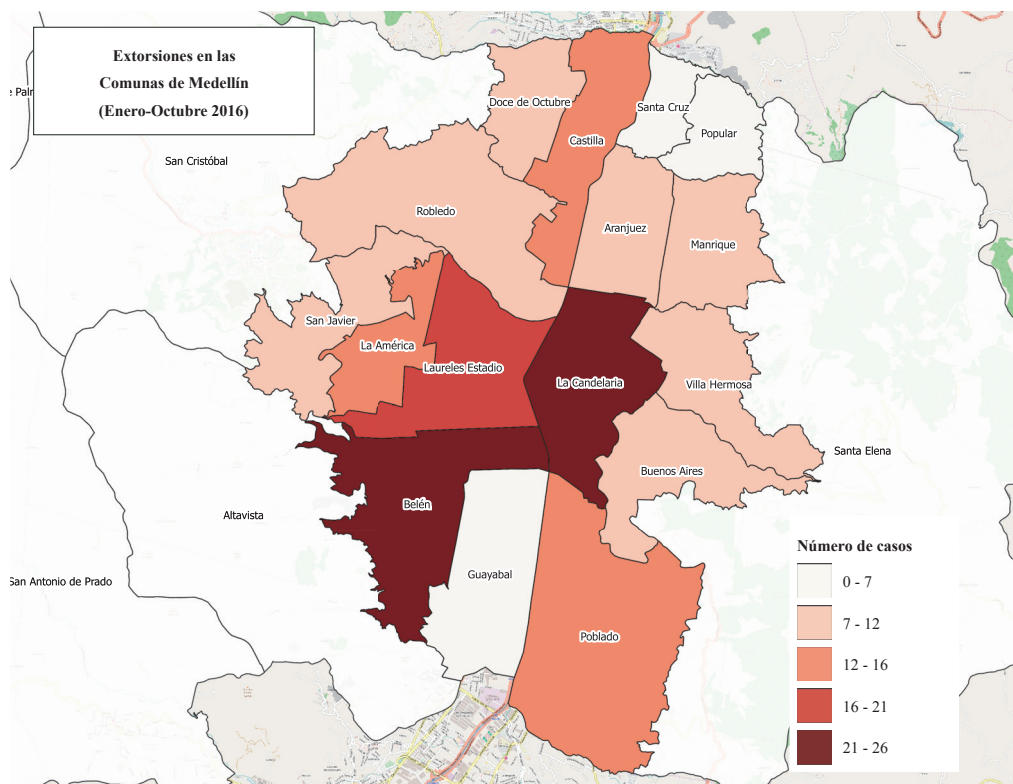 Extorsiones en las
Comunas de Medellín
(Enero-Octubre 2016)
Doce de Octubre
Santa Cruz
Castilla
Popular
San Cristóbal
Robledo
Aranjuez
Manrique
San Javier
La América
Laureles Estadio
La Candelaria
Villa Hermosa
Santa Elena
Buenos Aires
Belén
Altavista
Guayabal
San Antonio de Prado
Poblado
Número de casos
0 - 7
7 - 12
12 - 16
16 - 21
21 - 26